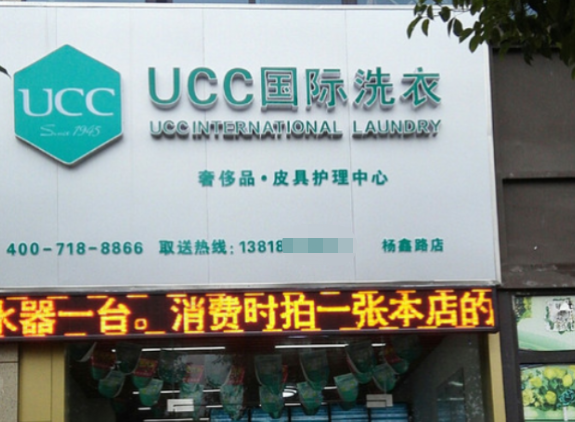 UCC
Since 1945
UCC国际洗衣
UCC INTERNATIONAL LAUNDRY
奢侈品·皮具护理中心
400-718-8866 取送热线:13818 杨鑫路店
水器一台。消费时拍一张本店的